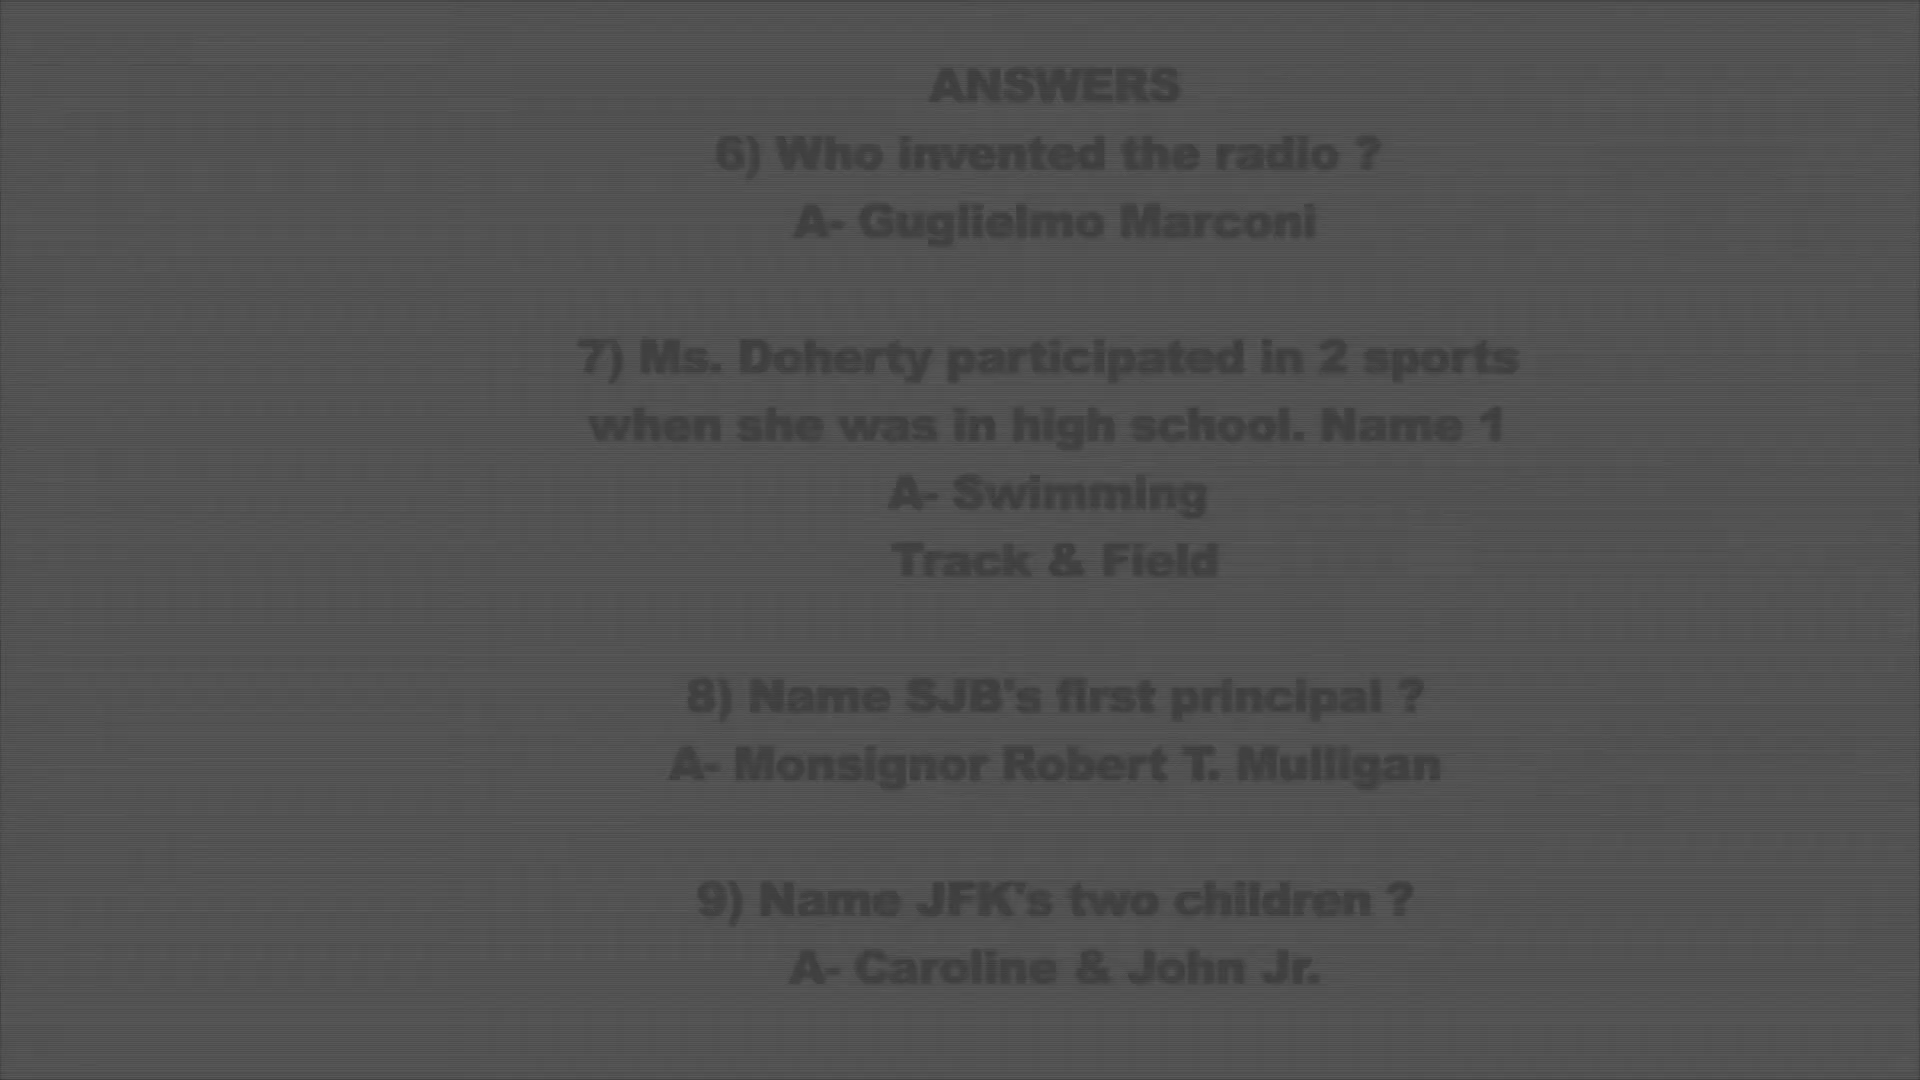 ANSWERS
6) Who invented the radio ?
A- Guglielmo Marconi
7) Ms. Doherty participated in 2 sports
when she was in high school. Name 1
A- Swimming
Track & Field
8) Name SJB's first principal ?
A- Monsignor Robert T. Mulligan
9) Name JFK's two children ?
A- Caroline & John Jr.